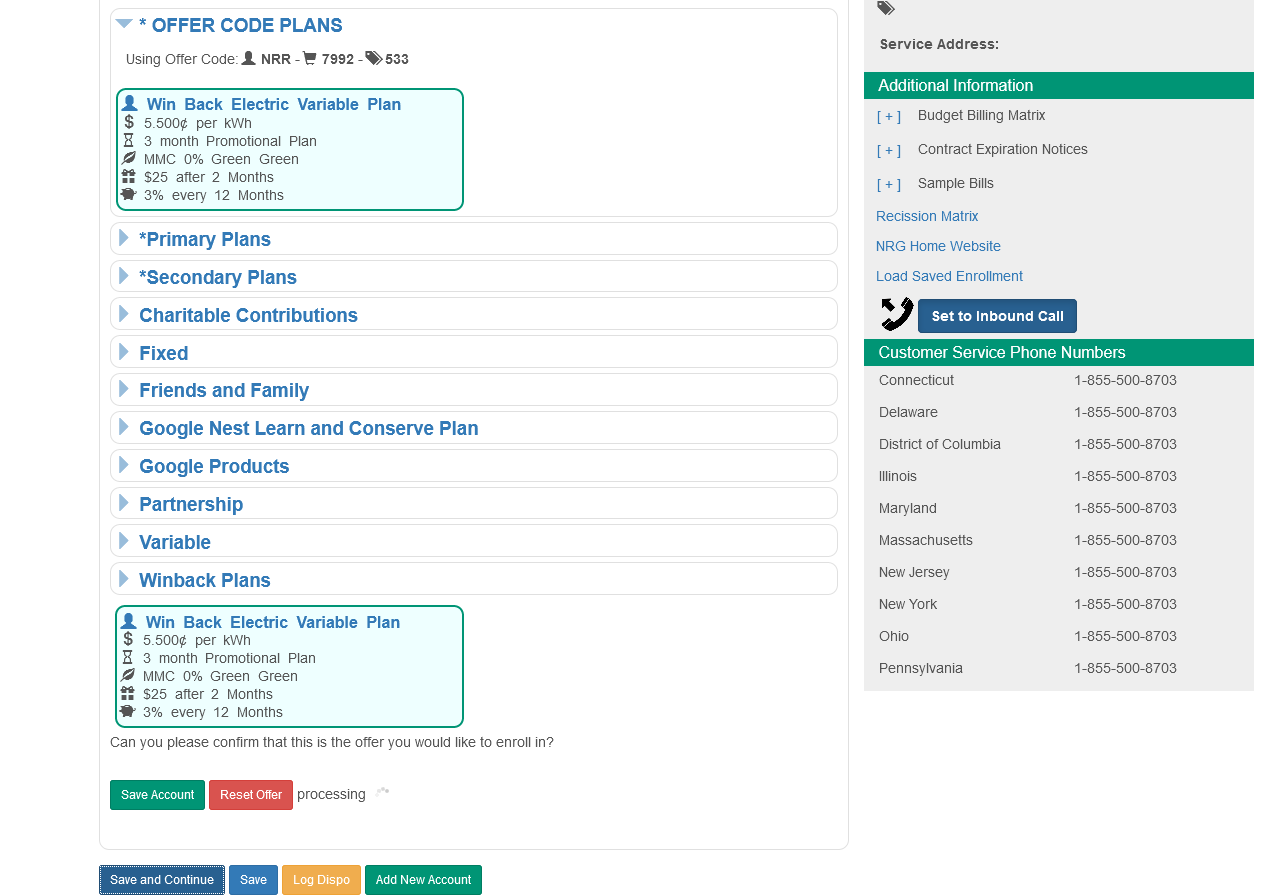 * OFFER CODE PLANS
Using Offer Code: NRR - 7992 - 533
Win Back Electric Variable Plan
5.500¢ per kWh
3 month Promotional Plan
MMC 0% Green Green
$25 after 2 Months
3% every 12 Months
*Primary Plans
*Secondary Plans
Charitable Contributions
Fixed
Friends and Family
Google Nest Learn and Conserve Plan
Google Products
Partnership
Variable
Winback Plans
Win Back Electric Variable Plan
5.500¢ per kWh
3 month Promotional Plan
MMC 0% Green Green
$25 after 2 Months
3% every 12 Months
Can you please confirm that this is the offer you would like to enroll in?
Save Account Reset Offer processing
Save and Continue Save Log Dispo Add New Account
Service Address:
Additional Information
[ + ] Budget Billing Matrix
[ + ] Contract Expiration Notices
[ + ] Sample Bills
Recission Matrix
NRG Home Website
Load Saved Enrollment
Set to Inbound Call
Customer Service Phone Numbers
Connecticut 1-855-500-8703
Delaware 1-855-500-8703
District of Columbia 1-855-500-8703
Illinois 1-855-500-8703
Maryland 1-855-500-8703
Massachusetts 1-855-500-8703
New Jersey 1-855-500-8703
New York 1-855-500-8703
Ohio 1-855-500-8703
Pennsylvania 1-855-500-8703